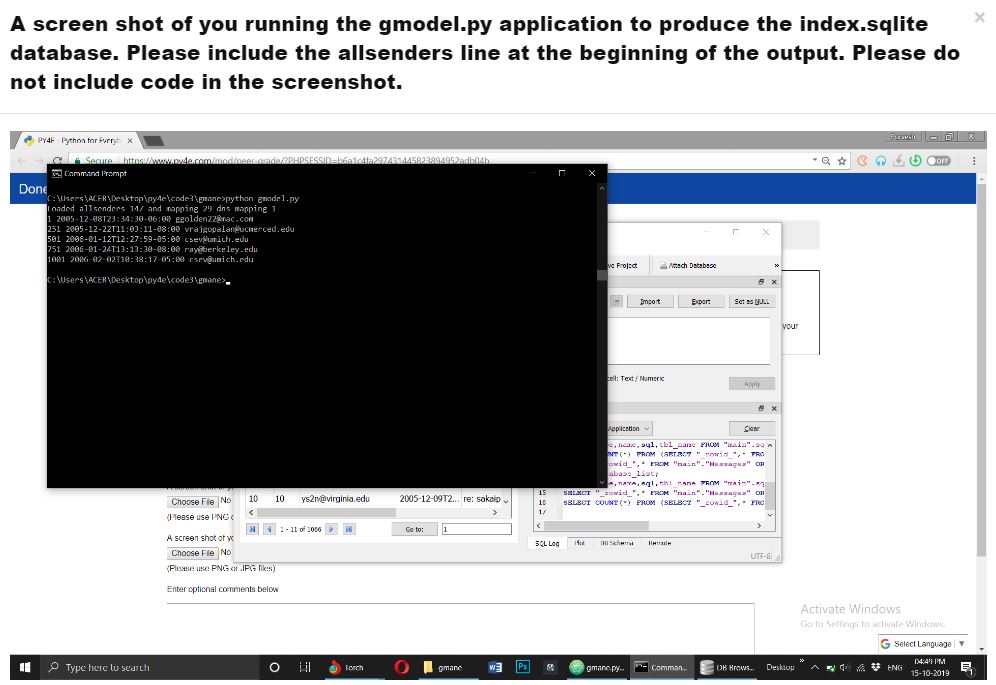 A screen shot of you running the gmodel.py application to produce the index.sqlite
database. Please include the allsenders line at the beginning of the output. Please do
not include code in the screenshot.
PY4E - Python for Everyb
Purvesh
Secure | https://www.py4e.com/mod/peer-grade/?PHPSESSID=b6a1c4fa297431445823894952adb04b
OFF
Done
Command Prompt
C:\Users\ACER\Desktop\py4e\code3\gmane>python gmodel.py
Loaded allsenders 147 and mapping 29 dns mapping 1
1 2005-12-08T23:34:30-06:00 ggolden22@mac.com
251 2005-12-22T11:03:11-08:00 vrajgopalan@ucmerced.edu
501 2006-01-12T12:27:59-05:00 csev@umich.edu
751 2006-01-24T13:13:30-08:00 ray@berkeley.edu
1001 2006-02-02T10:38:17-05:00 csev@umich.edu
C:\Users\ACER\Desktop\py4e\code3\gmane>
ve Project
Attach Database
Import
Export
Set as NULL
your
cell: Text / Numeric
Apply
Application
Clear
e,name,sql,tbl_name FROM "main".sq
NT(*) FROM (SELECT "_rowid_",* FRO
owid_",* FROM "main"."Messages" OR
abase_list;
e,name,sql,tbl_name FROM "main".sq
15 SELECT "_rowid_",* FROM "main"."Messages" OR
16 SELECT COUNT(*) FROM (SELECT "_rowid_",* FRO
17
10 10 ys2n@virginia.edu 2005-12-09T2... re: sakaip
1 - 11 of 1066
Go to: 1
SQL Log Plot DB Schema Remote
UTF-8
Choose File No
(Please use PNG o
A screen shot of yo
Choose File No
(Please use PNG or JPG files)
Enter optional comments below
Activate Windows
Go to Settings to activate Windows.
Select Language
Type here to search
Torch
gmane
gmane.py...
Comman...
DB Brows...
Desktop
ENG
04:49 PM
15-10-2019